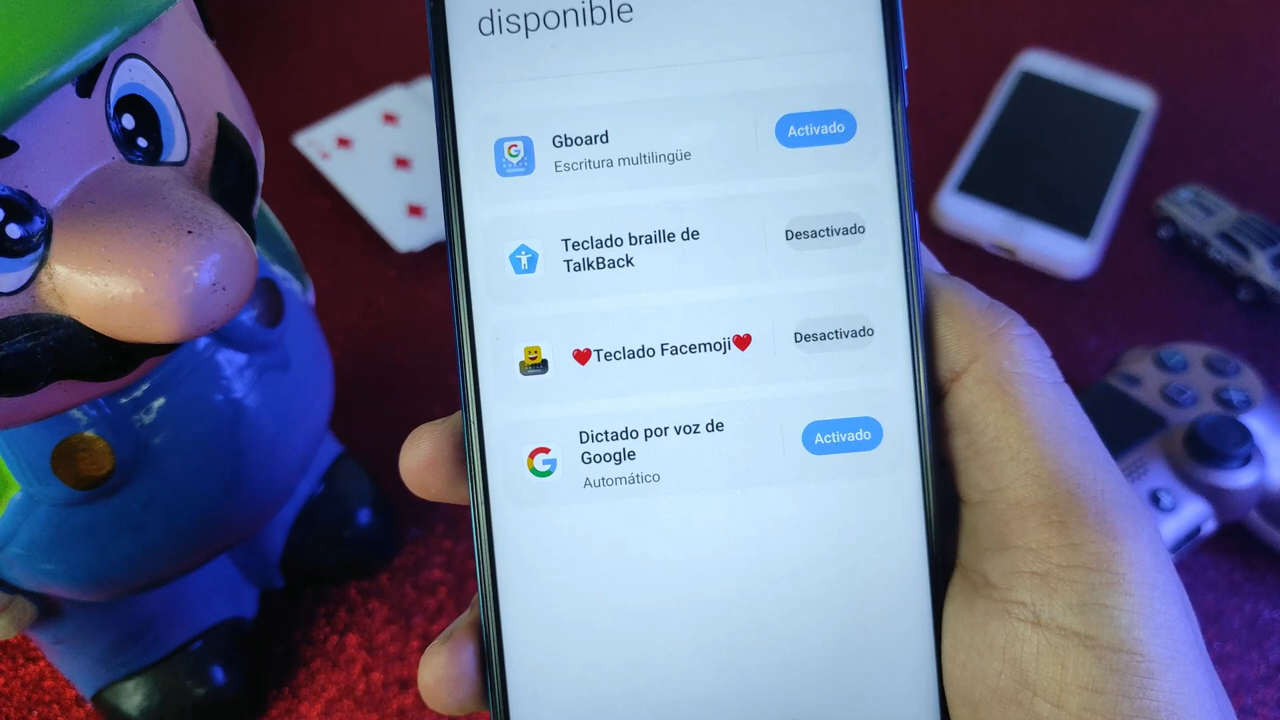 disponible
Gboard
Escritura multilingüe
Activado
Teclado braille de
TalkBack
Desactivado
❤️Teclado Facemoji❤️
Desactivado
Dictado por voz de
Google
Automático
Activado